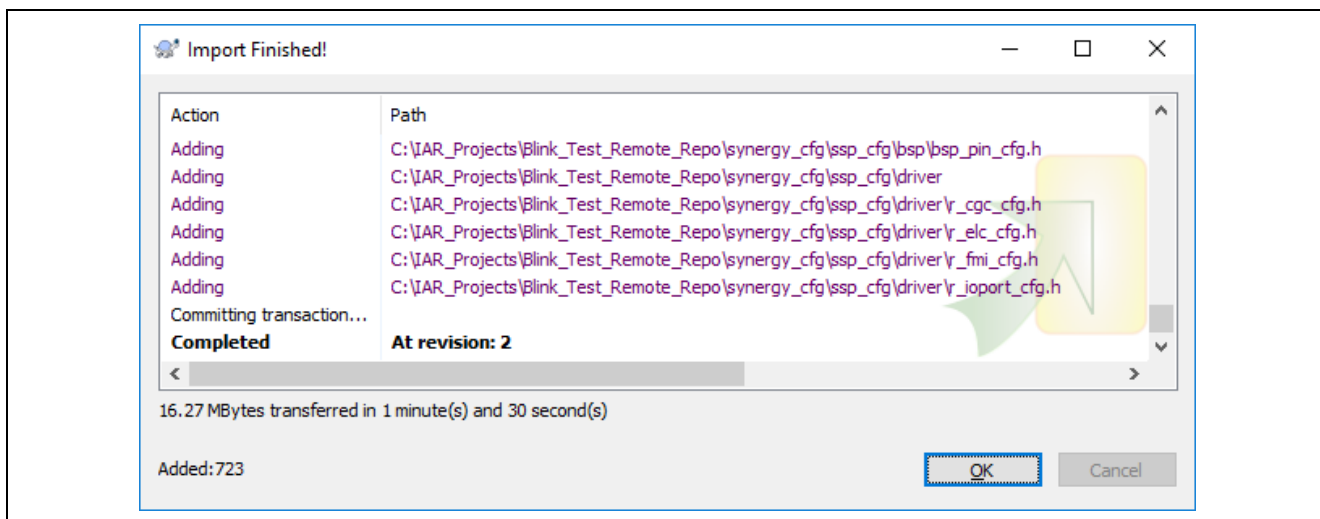 Import Finished!
Action Path
Adding C:\IAR_Projects\Blink_Test_Remote_Repo\synergy_cfg\ssp_cfg\bsp\bsp_pin_cfg.h
Adding C:\IAR_Projects\Blink_Test_Remote_Repo\synergy_cfg\ssp_cfg\driver
Adding C:\IAR_Projects\Blink_Test_Remote_Repo\synergy_cfg\ssp_cfg\driver\r_cgc_cfg.h
Adding C:\IAR_Projects\Blink_Test_Remote_Repo\synergy_cfg\ssp_cfg\driver\r_elc_cfg.h
Adding C:\IAR_Projects\Blink_Test_Remote_Repo\synergy_cfg\ssp_cfg\driver\r_fmi_cfg.h
Adding C:\IAR_Projects\Blink_Test_Remote_Repo\synergy_cfg\ssp_cfg\driver\r_ioport_cfg.h
Committing transaction...
Completed At revision: 2
16.27 MBytes transferred in 1 minute(s) and 30 second(s)
Added:723 OK Cancel